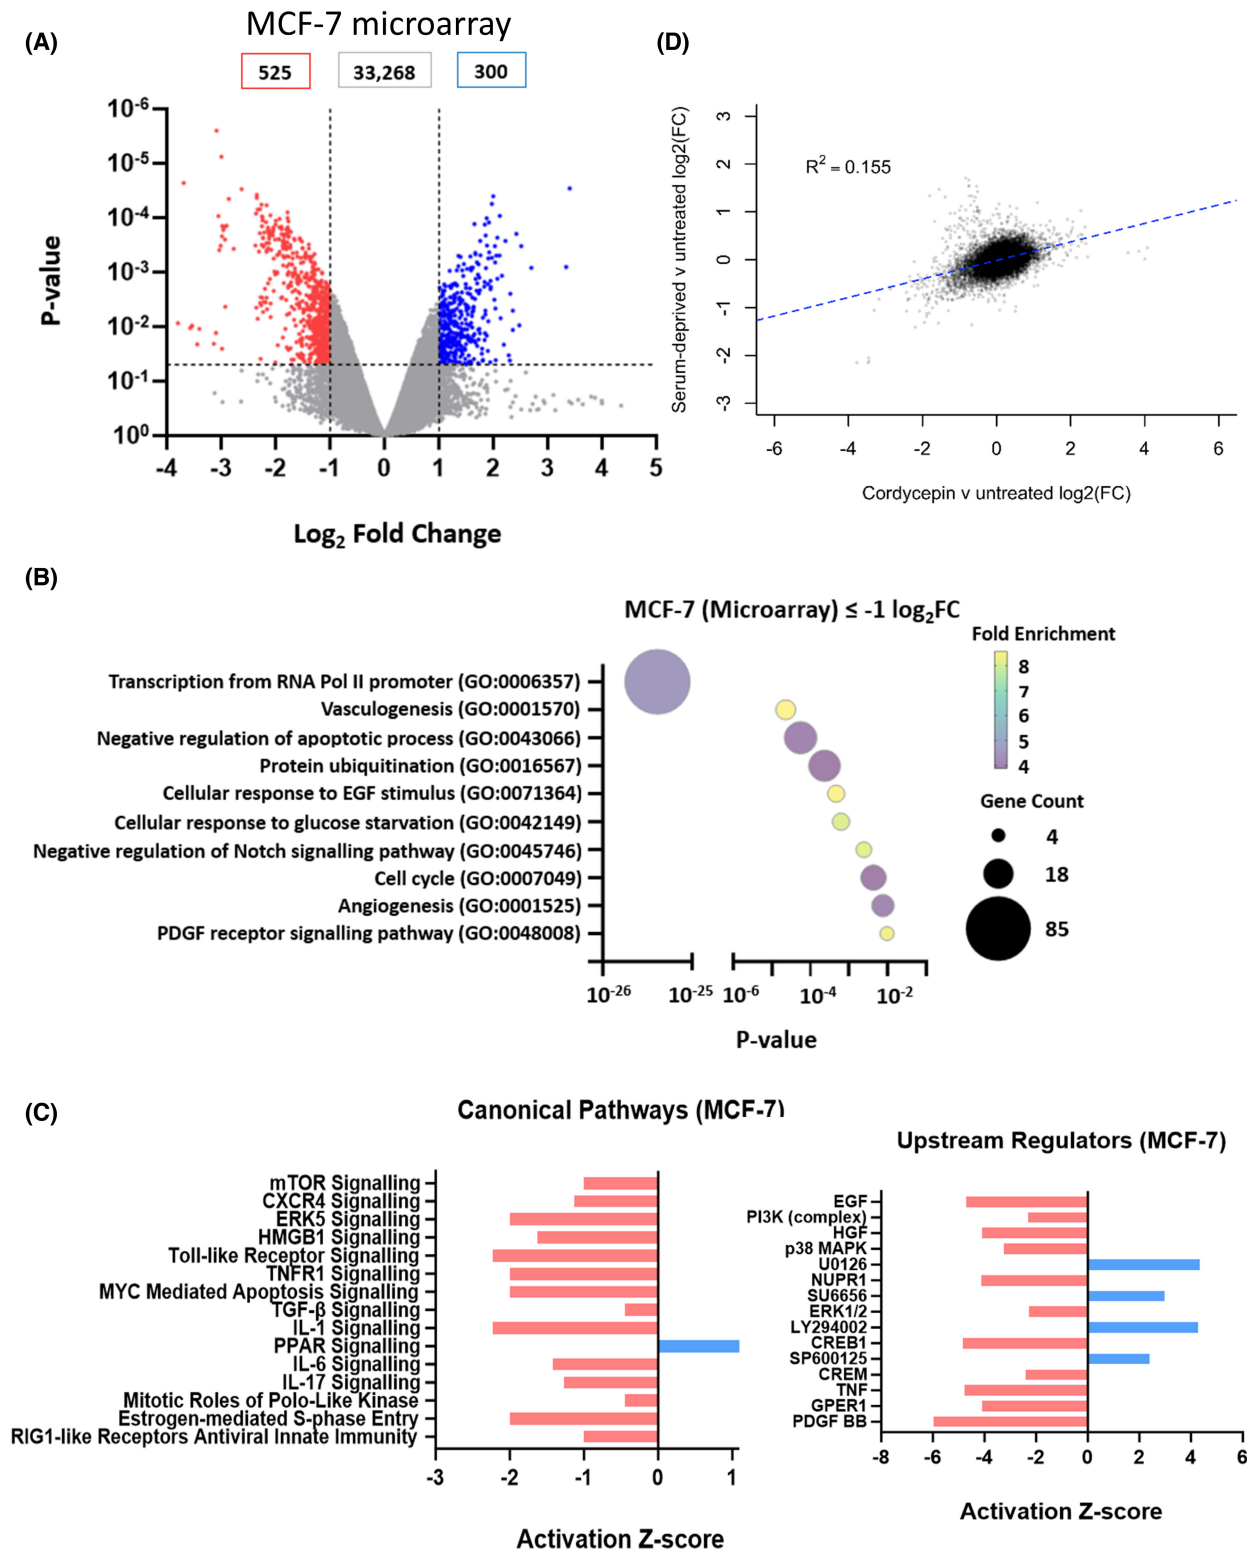 (A)
MCF-7 microarray
525
33,268
300
10-6
10-5
10-4
10-3
10-2
10-1
100
P-value
-4 -3 -2 -1 0 1 2 3 4 5
Log2 Fold Change
(D)
3
2
1
0
-1
-2
-3
Serum-deprived v untreated log2(FC)
R2 = 0.155
-6 -4 -2 0 2 4 6
Cordycepin v untreated log2(FC)
(B)
MCF-7 (Microarray) ≤ -1 log2FC
Transcription from RNA Pol II promoter (GO:0006357)
Vasculogenesis (GO:0001570)
Negative regulation of apoptotic process (GO:0043066)
Protein ubiquitination (GO:0016567)
Cellular response to EGF stimulus (GO:0071364)
Cellular response to glucose starvation (GO:0042149)
Negative regulation of Notch signalling pathway (GO:0045746)
Cell cycle (GO:0007049)
Angiogenesis (GO:0001525)
PDGF receptor signalling pathway (GO:0048008)
10-26 10-25 10-6 10-4 10-2
P-value
Fold Enrichment
8
7
6
5
4
Gene Count
4
18
85
(C)
Canonical Pathways (MCF-7)
mTOR Signalling
CXCR4 Signalling
ERK5 Signalling
HMGB1 Signalling
Toll-like Receptor Signalling
TNFR1 Signalling
MYC Mediated Apoptosis Signalling
TGF-β Signalling
IL-1 Signalling
PPAR Signalling
IL-6 Signalling
IL-17 Signalling
Mitotic Roles of Polo-Like Kinase
Estrogen-mediated S-phase Entry
RIG1-like Receptors Antiviral Innate Immunity
-3 -2 -1 0 1
Activation Z-score
Upstream Regulators (MCF-7)
EGF
PI3K (complex)
HGF
p38 MAPK
U0126
NUPR1
SU6656
ERK1/2
LY294002
CREB1
SP600125
CREM
TNF
GPER1
PDGF BB
-8 -6 -4 -2 0 2 4 6
Activation Z-score